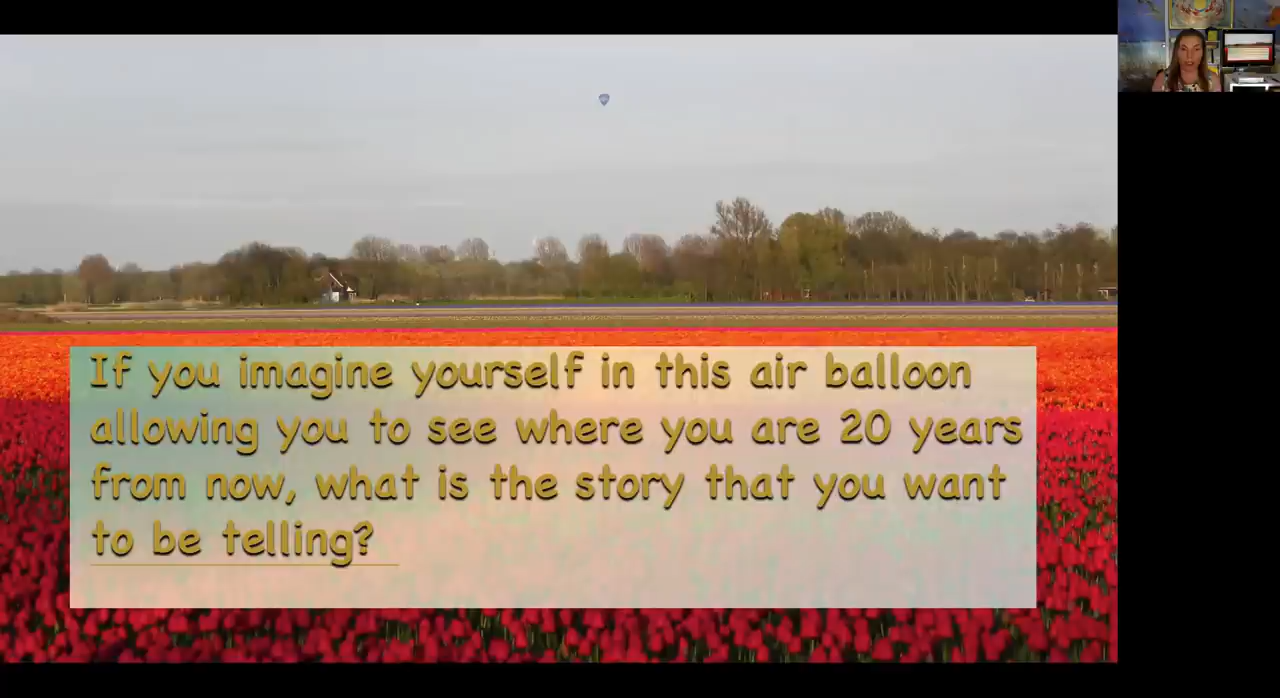 If you imagine yourself in this air balloon
allowing you to see where you are 20 years
from now, what is the story that you want
to be telling?